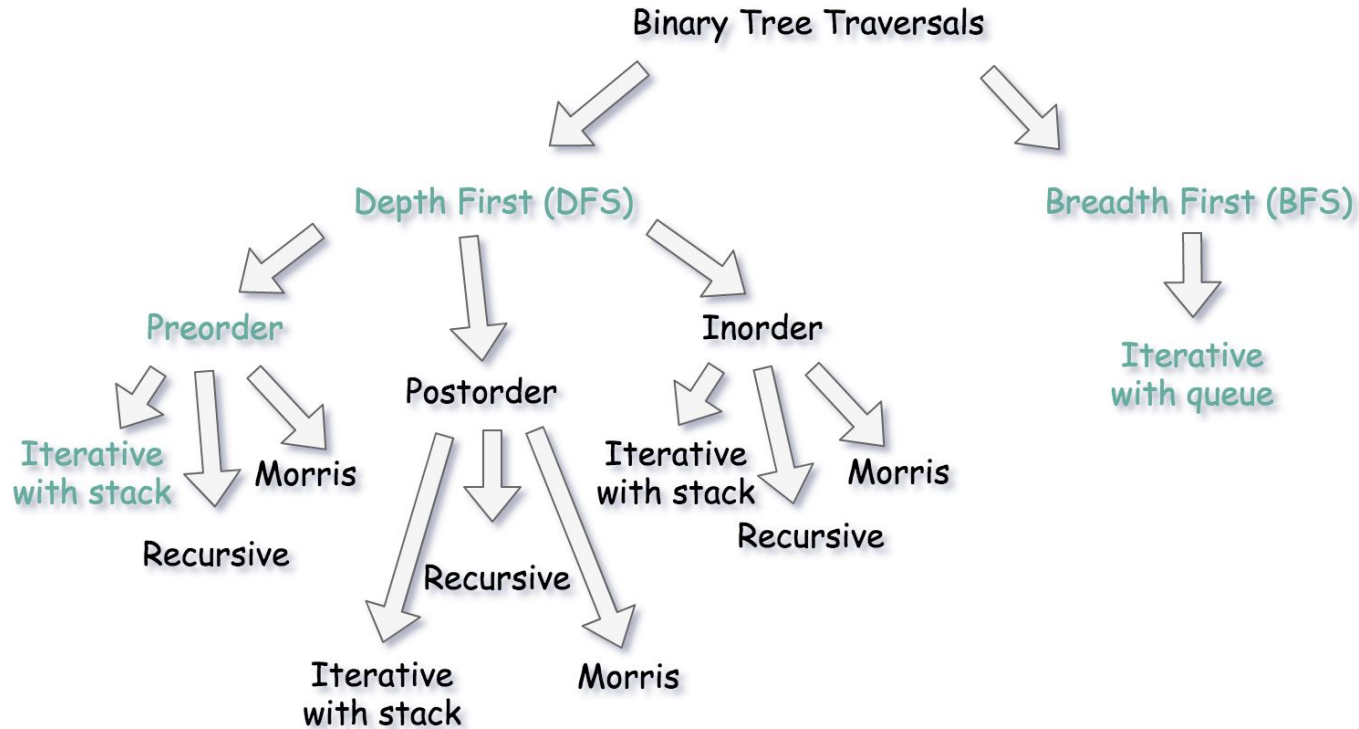 Binary Tree Traversals
Depth First (DFS)
Breadth First (BFS)
Preorder
Inorder
Postorder
Iterative
with queue
Iterative
with stack
Morris
Recursive
Iterative
with stack
Recursive
Morris
Iterative
with stack
Morris
Recursive